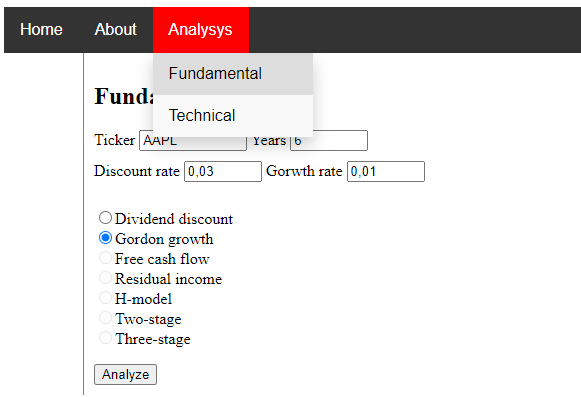 Home About Analysys
Fundamental
Funda
Technical
Ticker AAPL Years 6
Discount rate 0,03 Gorwth rate 0,01
Dividend discount
Gordon growth
Free cash flow
Residual income
H-model
Two-stage
Three-stage
Analyze